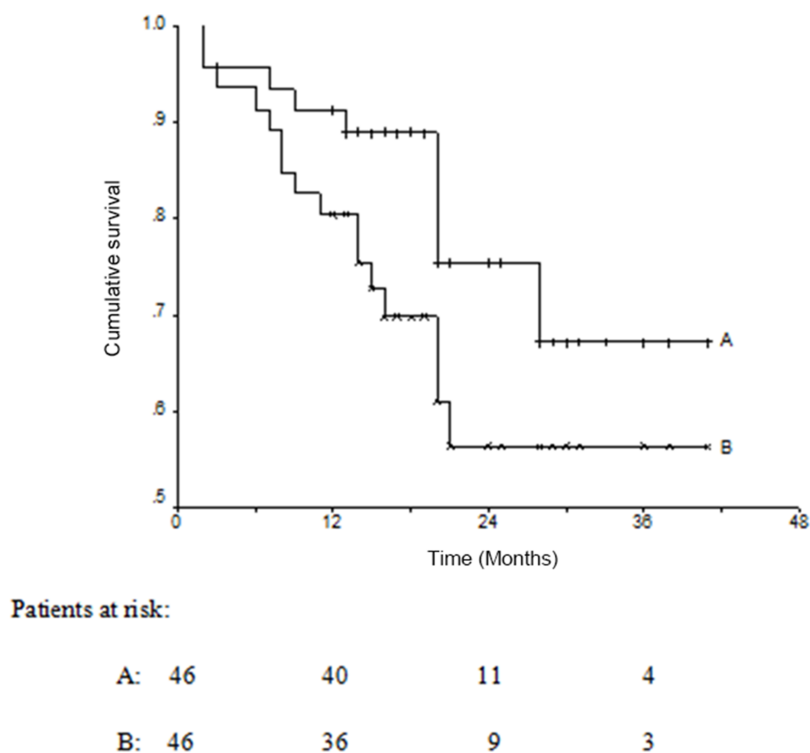 1.0
.9
.8
.7
.6
.5
Cumulative survival
A
B
0 12 24 36 48
Time (Months)
Patients at risk:
A: 46 40 11 4
B: 46 36 9 3